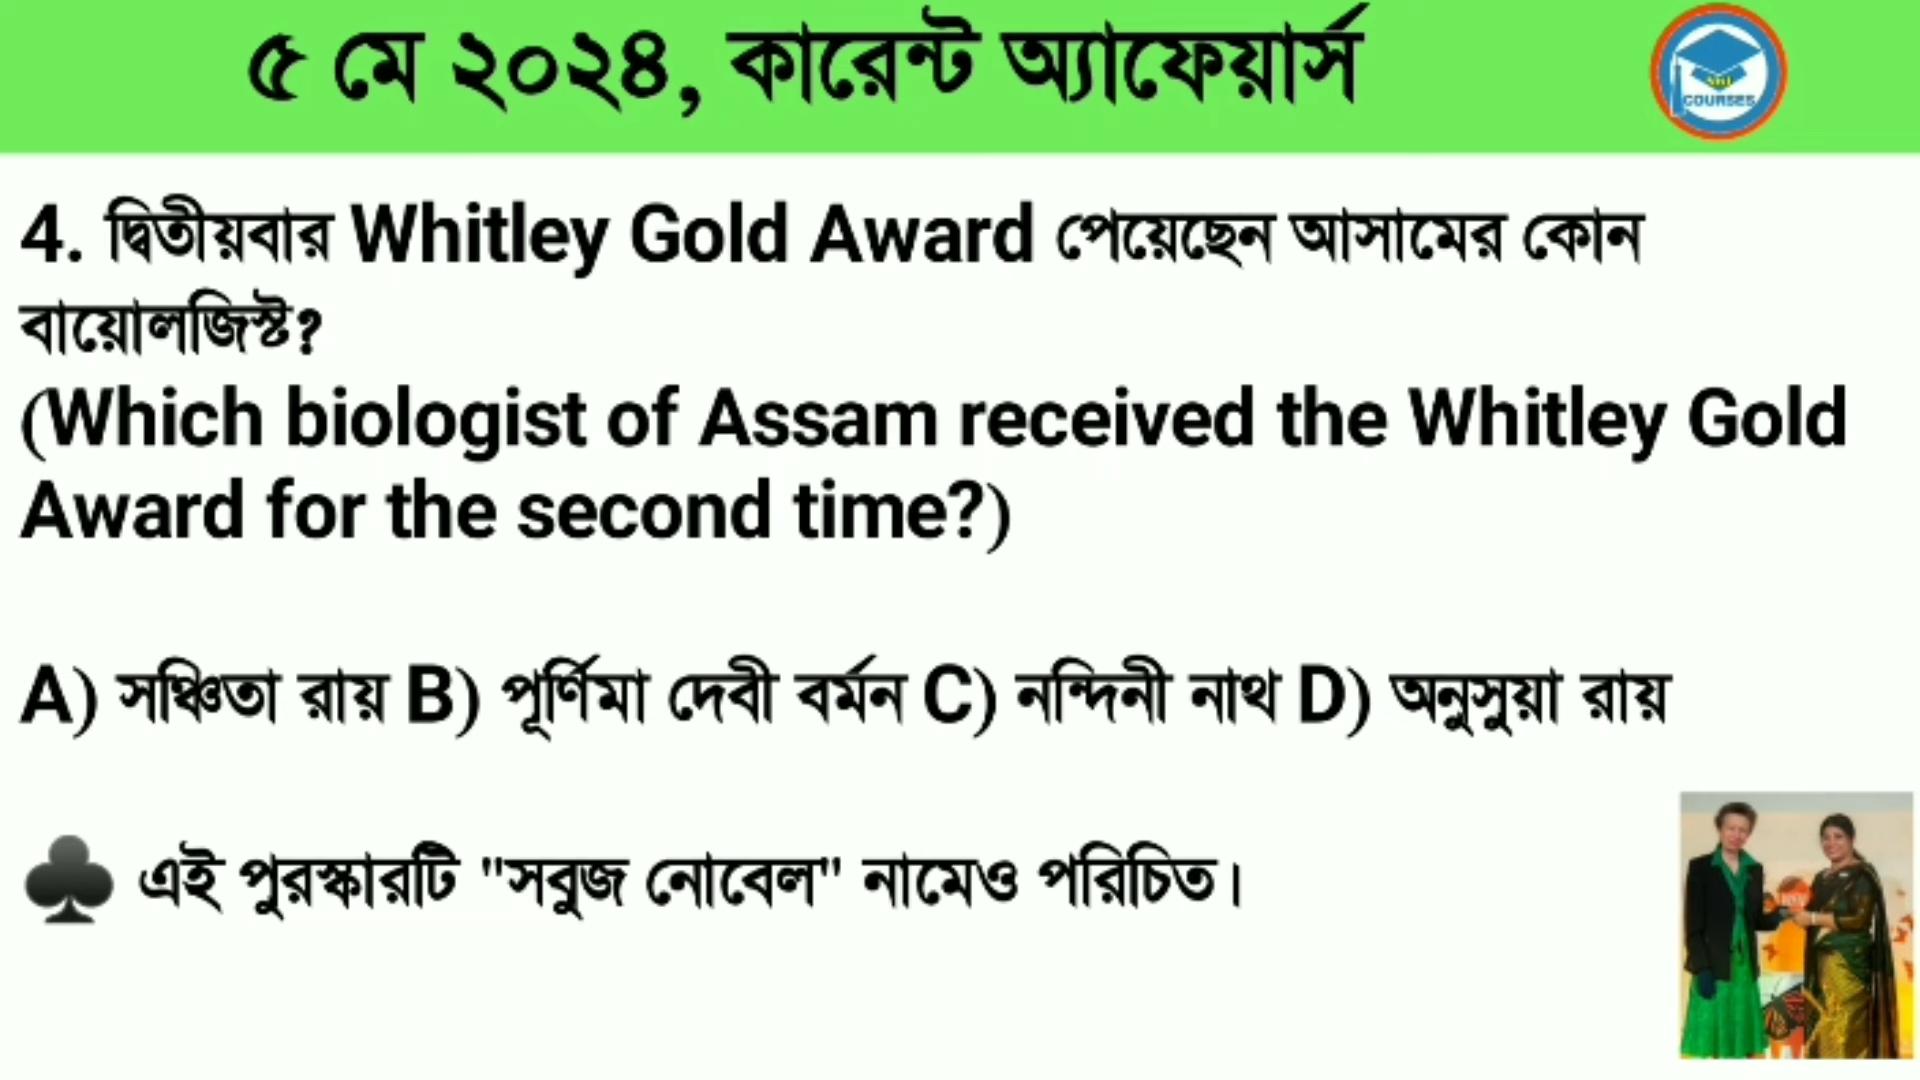 ৫ মে ২০২৪, কারেন্ট অ্যাফেয়ার্স
COURSES
4. দ্বিতীয়বার Whitley Gold Award পেয়েছেন আসামের কোন
বায়োলজিস্ট?
(Which biologist of Assam received the Whitley Gold
Award for the second time?)
A) সঞ্চিতা রায় B) পূর্ণিমা দেবী বর্মন C) নন্দিনী নাথ D) অনুসুয়া রায়
♣ এই পুরস্কারটি "সবুজ নোবেল" নামেও পরিচিত।